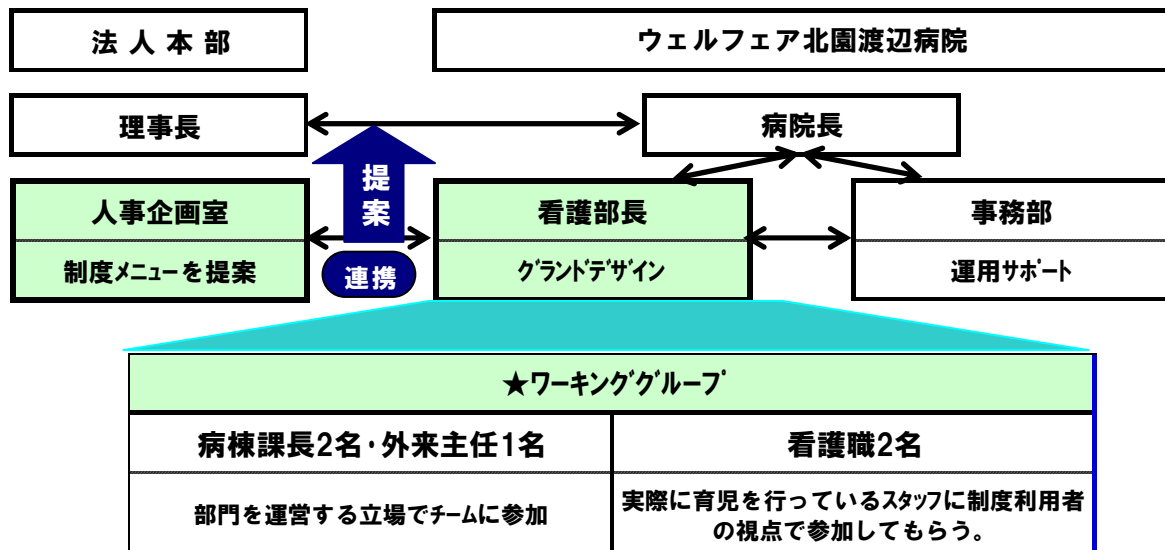 法人本部
ウェルフェア北園渡辺病院
理事長
病院長
提案
人事企画室
看護部長
事務部
制度メニューを提案
連携
グランドデザイン
運用サポート
★ワーキンググループ
病棟課長2名・外来主任1名
看護職2名
部門を運営する立場でチームに参加
実際に育児を行っているスタッフに制度利用者
の視点で参加してもらう。